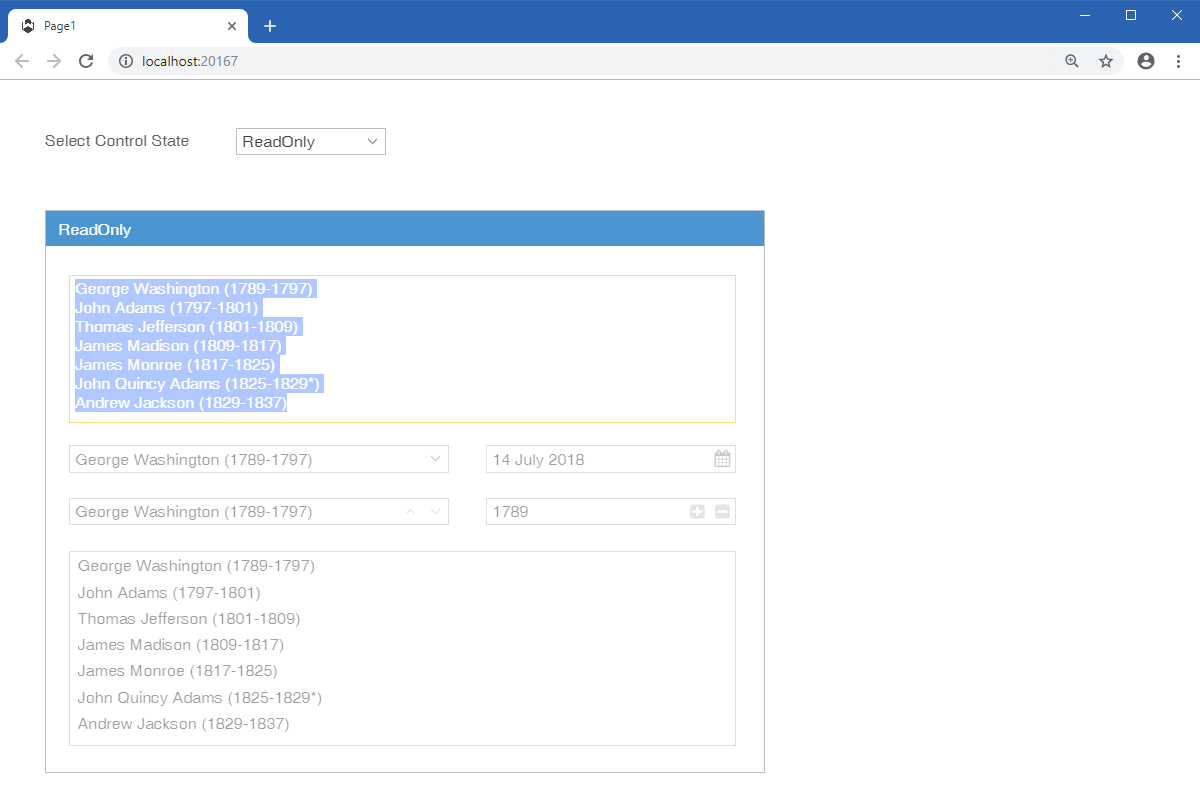 Page1
localhost:20167
Select Control State
ReadOnly
ReadOnly
George Washington (1789-1797)
John Adams (1797-1801)
Thomas Jefferson (1801-1809)
James Madison (1809-1817)
James Monroe (1817-1825)
John Quincy Adams (1825-1829*)
Andrew Jackson (1829-1837)
George Washington (1789-1797)
14 July 2018
George Washington (1789-1797)
1789
George Washington (1789-1797)
John Adams (1797-1801)
Thomas Jefferson (1801-1809)
James Madison (1809-1817)
James Monroe (1817-1825)
John Quincy Adams (1825-1829*)
Andrew Jackson (1829-1837)